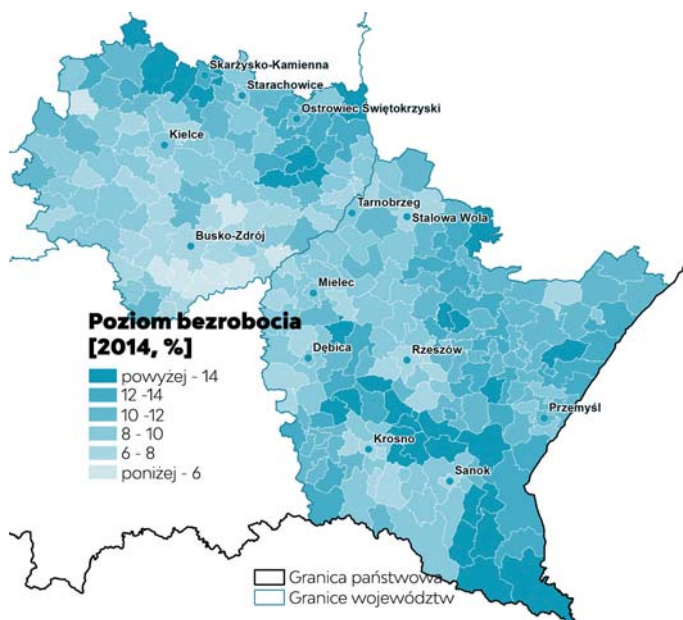 Skarżysko-Kamienna
Starachowice
Ostrowiec Świętokrzyski
Kielce
Tarnobrzeg
Stalowa Wola
Busko-Zdrój
Mielec
Poziom bezrobocia
[2014, %]
powyżej - 14
12 -14
10 -12
8 - 10
6 - 8
poniżej - 6
Dębica
Rzeszów
Przemyśl
Krosno
Sanok
Granica państwowa
Granice województw